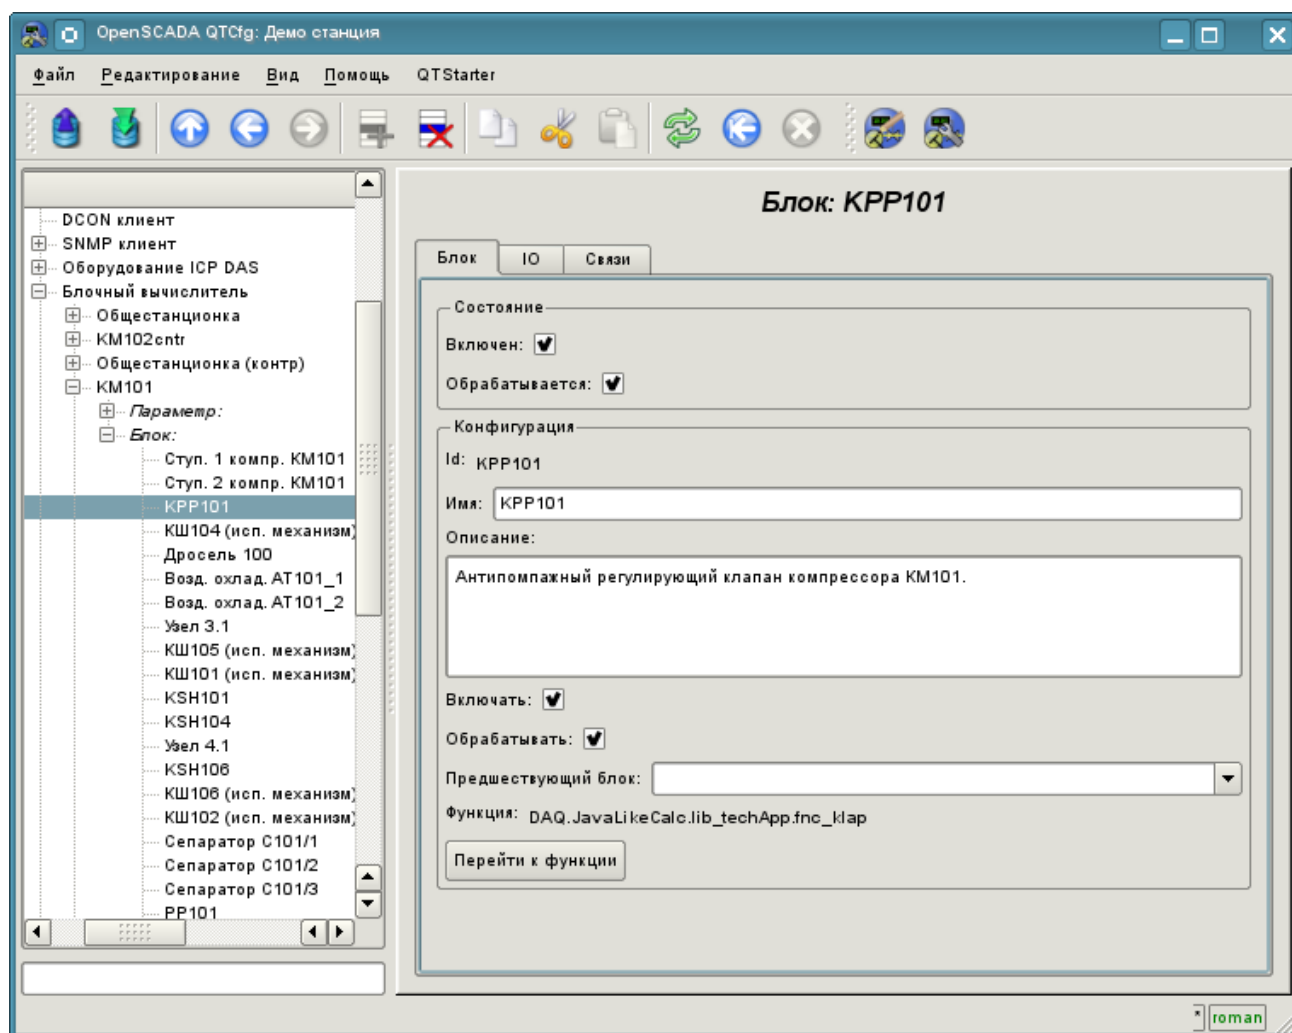 OpenSCADA QTCfg: Демо станция
Файл Редактирование Вид Помощь QTStarter
DCON клиент
SNMP клиент
Оборудование ICP DAS
Блочный вычислитель
Общестанционка
KM102cntr
Общестанционка (контр)
KM101
Параметр:
Блок:
Ступ. 1 компр. KM101
Ступ. 2 компр. KM101
KPP101
КШ104 (исп. механизм)
Дросель 100
Возд. охлад. AT101_1
Возд. охлад. AT101_2
Узел 3.1
КШ105 (исп. механизм)
КШ101 (исп. механизм)
KSH101
KSH104
Узел 4.1
KSH106
КШ106 (исп. механизм)
КШ102 (исп. механизм)
Сепаратор C101/1
Сепаратор C101/2
Сепаратор C101/3
PP101
Блок: KPP101
Блок IO Связи
Состояние
Включен:
Обрабатывается:
Конфигурация
Id: KPP101
Имя: KPP101
Описание:
Антипомпажный регулирующий клапан компрессора KM101.
Включать:
Обрабатывать:
Предшествующий блок:
Функция: DAQ.JavaLikeCalc.lib_techApp.fnc_klap
Перейти к функции
* roman